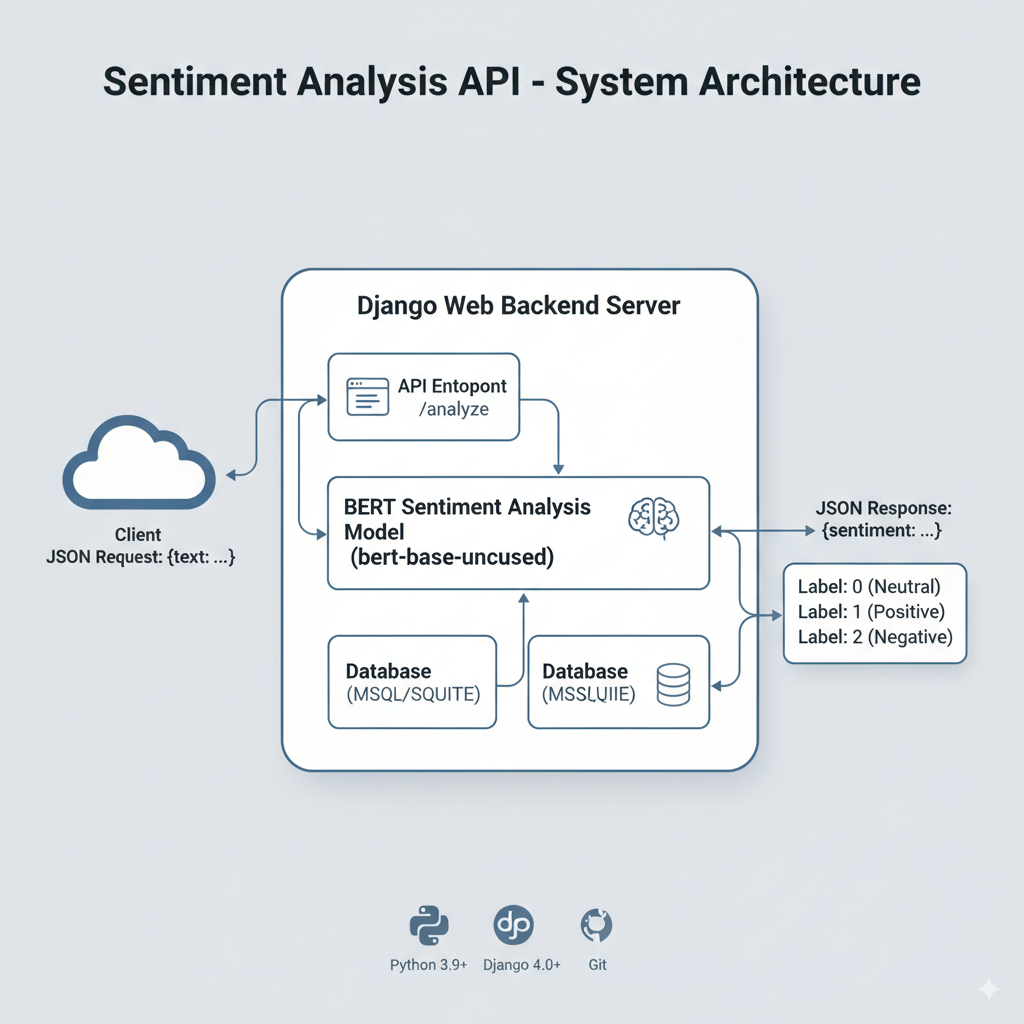 Sentiment Analysis API - System Architecture
Django Web Backend Server
API Entopont
/analyze
BERT Sentiment Analysis
Model
(bert-base-uncused)
Client
JSON Request: {text: ...}
JSON Response:
{sentiment: ...}
Label: 0 (Neutral)
Label: 1 (Positive)
Label: 2 (Negative)
Database
(MSQL/SQUITE)
Database
(MSSLUIIE)
dp
Python 3.9+
Django 4.0+
Git